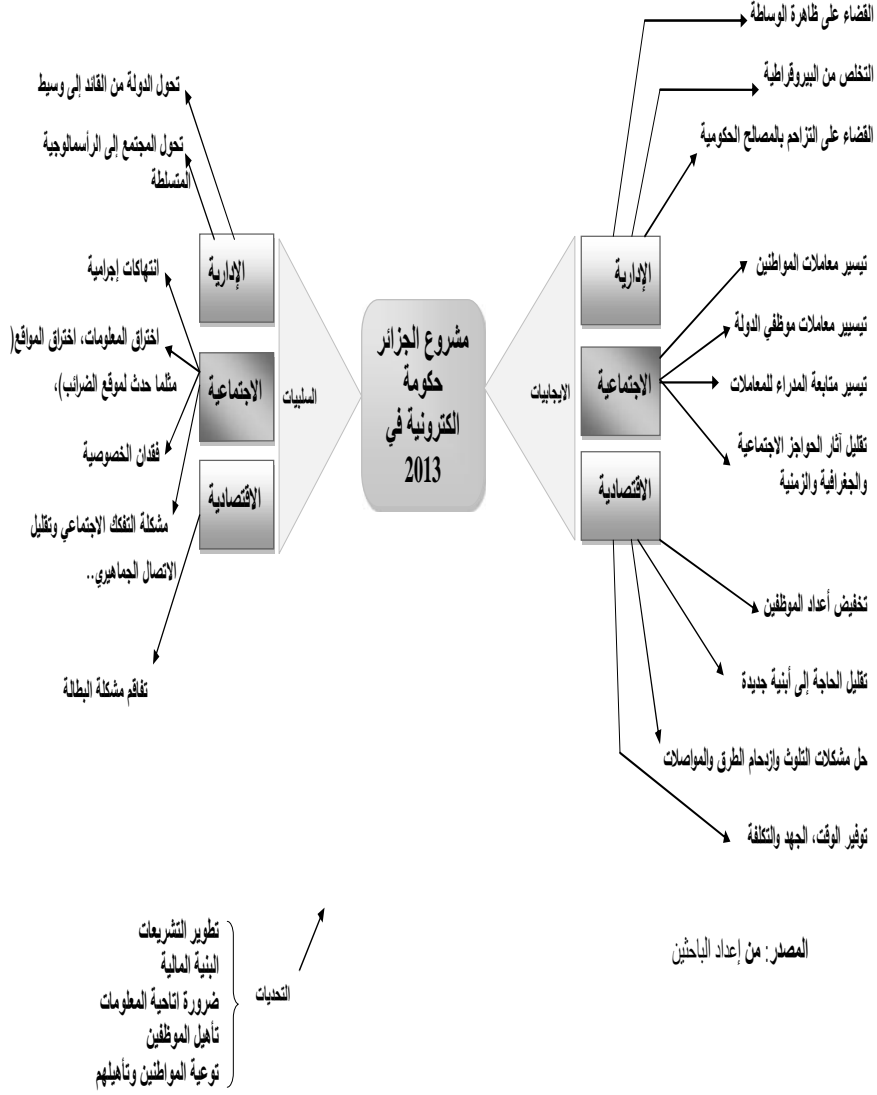 القضاء على ظاهرة الوساطة
التخلص من البيروقراطية
القضاء على التزاحم بالمصالح الحكومية
الإدارية
تيسير معاملات المواطنين
تيسيير معاملات موظفي الدولة
تيسير متابعة المدراء للمعاملات
تقليل آثار الحواجز الاجتماعية
والجغرافية والزمنية
الاجتماعية
الايجابيات
الاقتصادية
تخفيض أعداد الموظفين
تقليل الحاجة إلى أبنية جديدة
حل مشكلات التلوث وازدحام الطرق والمواصلات
توفير الوقت، الجهد والتكلفة
مشروع الجزائر
حكومة
الكترونية في
2013
السلبيات
تحول الدولة من القائد إلى وسيط
تحول المجتمع إلى الرأسمالوجية
المتسلطة
الإدارية
انتهاكات إجرامية
اختراق المعلومات، اختراق المواقع(
مثلما حدث لموقع الضرائب)،
فقدان الخصوصية
مشكلة التفكك الاجتماعي وتقليل
الاتصال الجماهيري..
الاجتماعية
الاقتصادية
تفاقم مشكلة البطالة
المصدر: من إعداد الباحثين
التحديات
تطوير التشريعات
البنية المالية
ضرورة اتاحية المعلومات
تأهيل الموظفين
توعية المواطنين وتأهيلهم